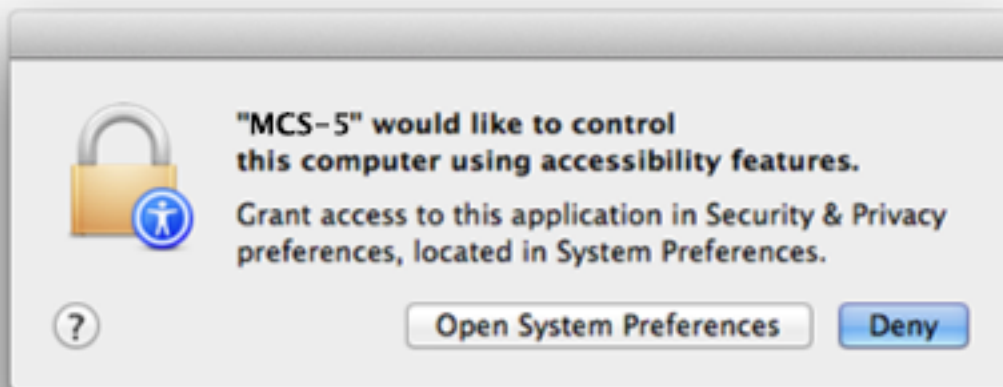 "MCS-5" would like to control
this computer using accessibility features.
Grant access to this application in Security & Privacy
preferences, located in System Preferences.
?
Open System Preferences
Deny